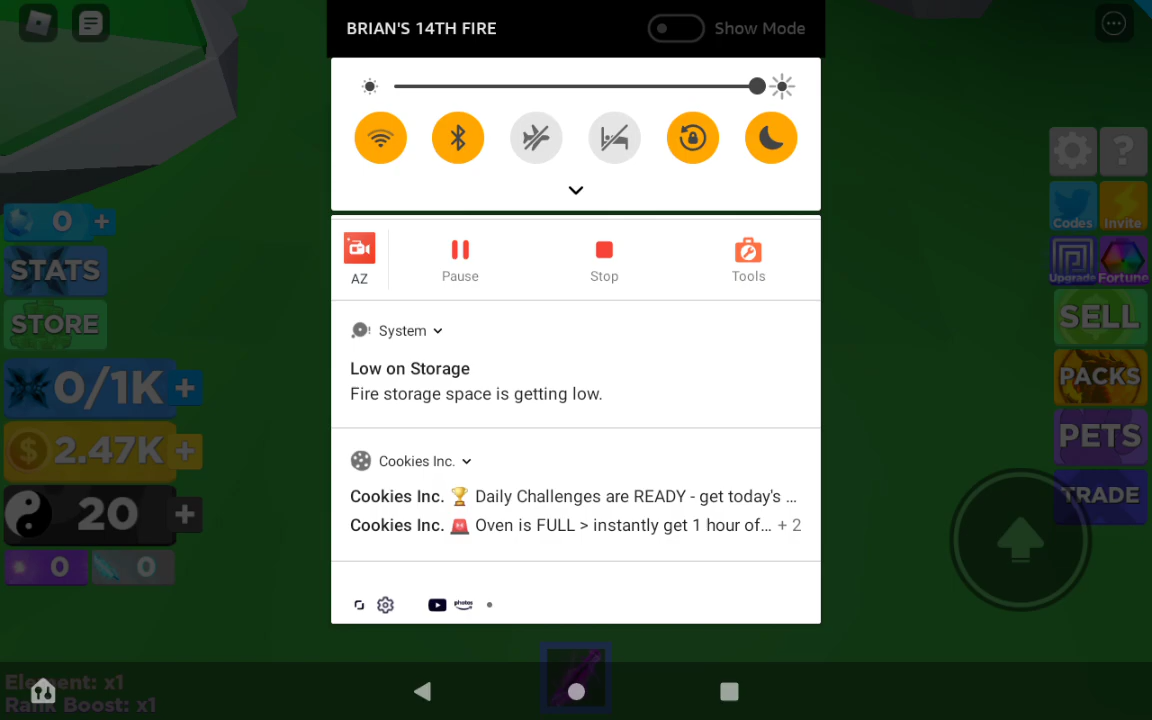 BRIAN'S 14TH FIRE
Show Mode
AZ
Pause
Stop
Tools
System
Low on Storage
Fire storage space is getting low.
Cookies Inc.
Cookies Inc. 🏆 Daily Challenges are READY - get today's ...
Cookies Inc. 🚨 Oven is FULL > instantly get 1 hour of... + 2
photos
0 +
STATS
STORE
0/1K +
$ 2.47K +
20 +
0
0
Element: x1
Rank Boost: x1
?
Codes
Invite
Upgrade
Fortune
SELL
PACKS
PETS
TRADE